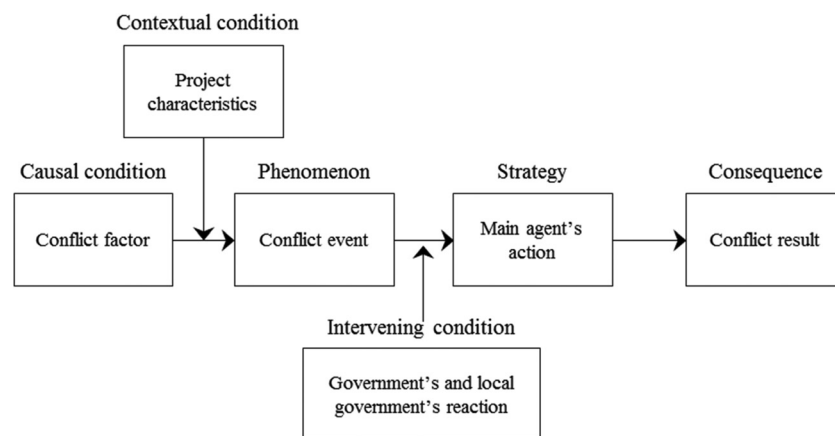 Contextual condition
Project
characteristics
Causal condition
Phenomenon
Strategy
Consequence
Conflict factor
Conflict event
Main agent's
action
Conflict result
Intervening condition
Government's and local
government's reaction